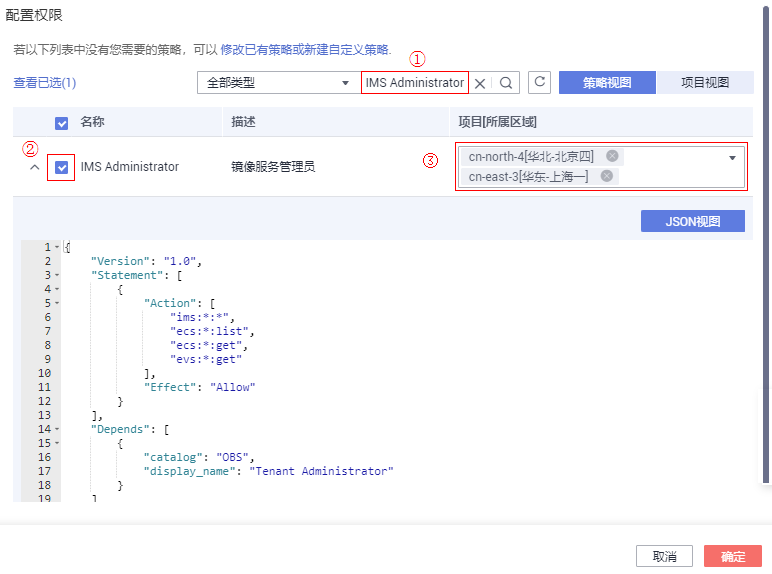 配置权限
若以下列表中没有您需要的策略，可以 修改已有策略或新建自定义策略.
①
查看已选(1) 全部类型 IMS Administrator 策略视图 项目视图
名称 描述 项目[所属区域]
② IMS Administrator 镜像服务管理员 ③ cn-north-4[华北-北京四]
cn-east-3[华东-上海一]
JSON视图
1 {
2 "Version": "1.0",
3 "Statement": [
4 {
5 "Action": [
6 "ims:*:*",
7 "ecs:*:list",
8 "ecs:*:get",
9 "evs:*:get"
10 ],
11 "Effect": "Allow"
12 }
13 ],
14 "Depends": [
15 {
16 "catalog": "OBS",
17 "display_name": "Tenant Administrator"
18 }
19 ]
取消 确定